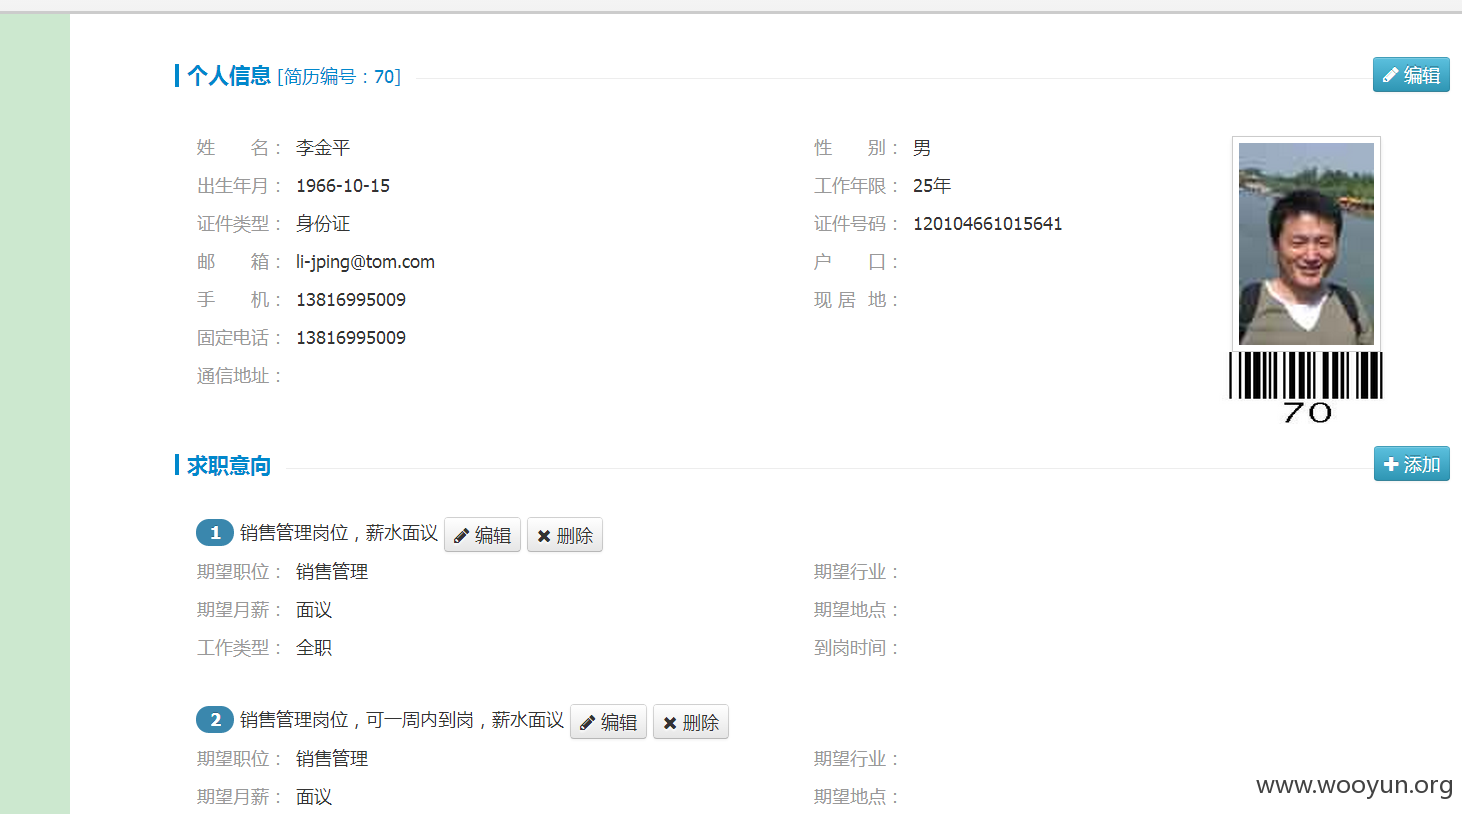 个人信息 [简历编号：70]
编辑
姓 名： 李金平
性 别： 男
出生年月： 1966-10-15
工作年限： 25年
证件类型： 身份证
证件号码： 120104661015641
邮 箱： li-jping@tom.com
户 口：
手 机： 13816995009
现 居 地：
固定电话： 13816995009
通信地址：
70
求职意向
添加
1 销售管理岗位，薪水面议 编辑 删除
期望职位： 销售管理
期望行业：
期望月薪： 面议
期望地点：
工作类型： 全职
到岗时间：
2 销售管理岗位，可一周内到岗，薪水面议 编辑 删除
期望职位： 销售管理
期望行业：
期望月薪： 面议
期望地点：
www.wooyun.org